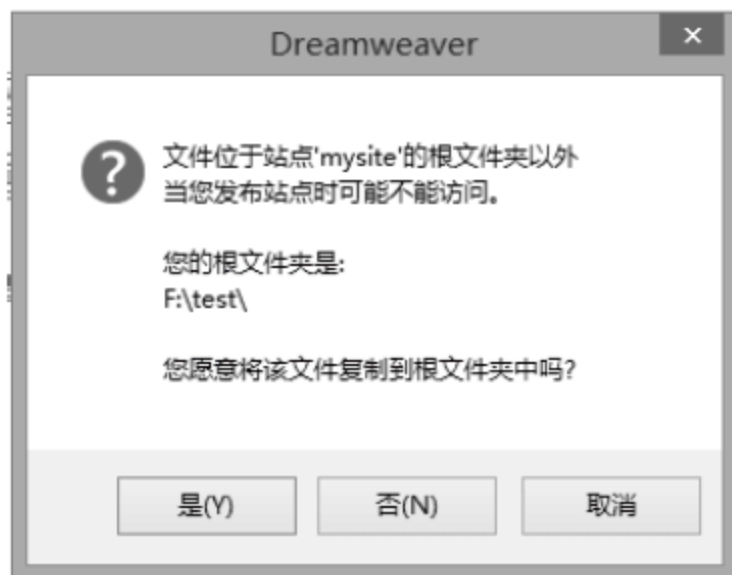 Dreamweaver
文件位于站点'mysite'的根文件夹以外
当您发布站点时可能不能访问。
您的根文件夹是:
F:\test\
您愿意将该文件复制到根文件夹中吗?
是(Y)
否(N)
取消